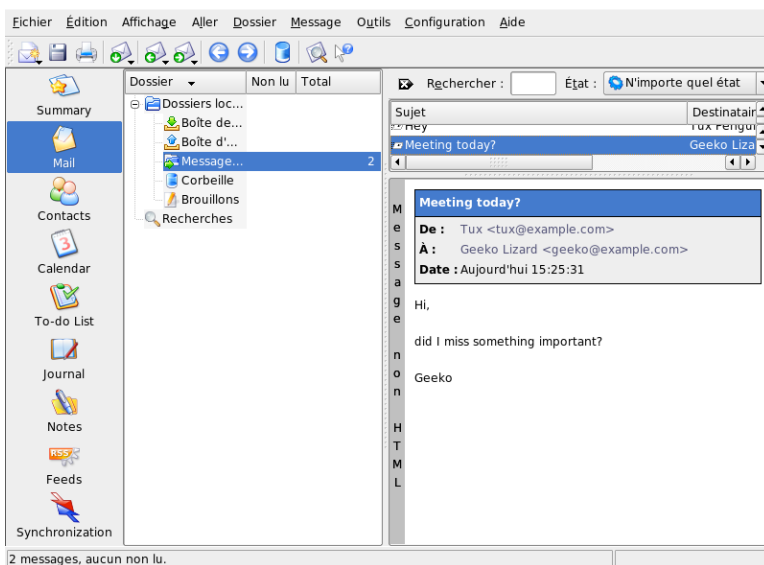 Fichier Édition Affichage Aller Dossier Message Outils Configuration Aide
Summary
Mail
Contacts
Calendar
To-do List
Journal
Notes
RSS
Feeds
Synchronization
Dossier Non lu Total
Dossiers loc...
Boîte de...
Boîte d'...
Message... 2
Corbeille
Brouillons
Recherches
Rechercher : État : N'importe quel état
Sujet Destinatair
Hey Tux Pengui
Meeting today? Geeko Liza
Message non HTML
Meeting today?
De : Tux <tux@example.com>
À : Geeko Lizard <geeko@example.com>
Date : Aujourd'hui 15:25:31
Hi,
did I miss something important?
Geeko
2 messages, aucun non lu.